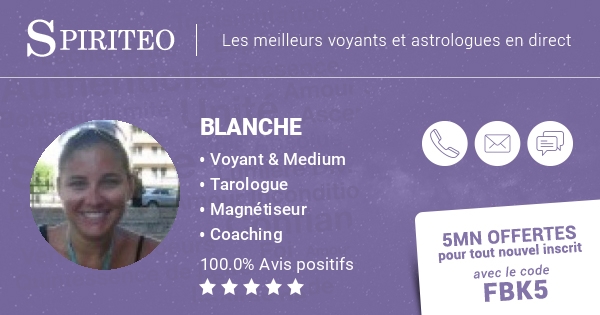 SPIRITEO
Les meilleurs voyants et astrologues en direct
BLANCHE
• Voyant & Medium
• Tarologue
• Magnétiseur
• Coaching
100.0% Avis positifs
5MN OFFERTES
pour tout nouvel inscrit
avec le code
FBK5